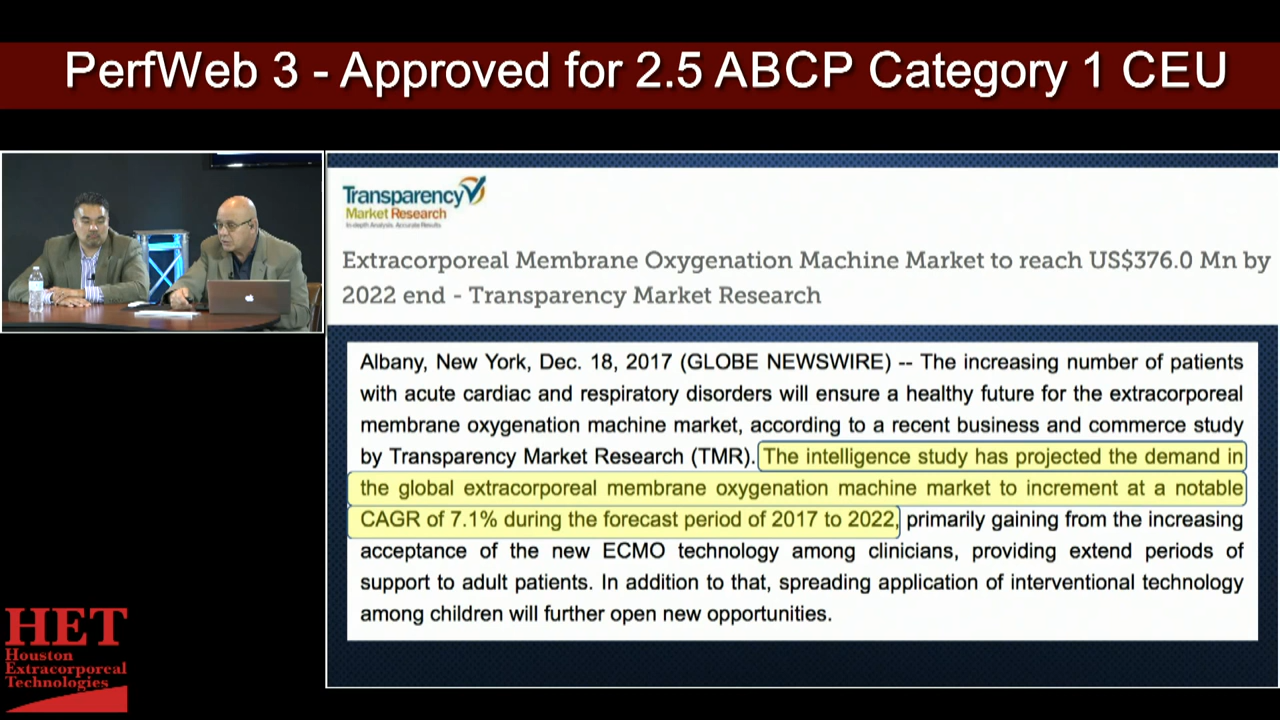 PerfWeb 3 - Approved for 2.5 ABCP Category 1 CEU
Transparency
Market Research
In-depth Analysis. Accurate Results
Extracorporeal Membrane Oxygenation Machine Market to reach US$376.0 Mn by
2022 end - Transparency Market Research
Albany, New York, Dec. 18, 2017 (GLOBE NEWSWIRE) -- The increasing number of patients
with acute cardiac and respiratory disorders will ensure a healthy future for the extracorporeal
membrane oxygenation machine market, according to a recent business and commerce study
by Transparency Market Research (TMR). The intelligence study has projected the demand in
the global extracorporeal membrane oxygenation machine market to increment at a notable
CAGR of 7.1% during the forecast period of 2017 to 2022, primarily gaining from the increasing
acceptance of the new ECMO technology among clinicians, providing extend periods of
support to adult patients. In addition to that, spreading application of interventional technology
among children will further open new opportunities.
HET
Houston
Extracorporeal
Technologies